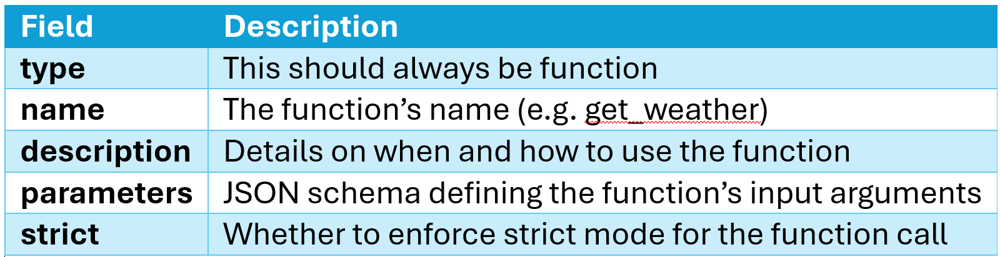 Field Description
type This should always be function
name The function’s name (e.g. get_weather)
description Details on when and how to use the function
parameters JSON schema defining the function’s input arguments
strict Whether to enforce strict mode for the function call